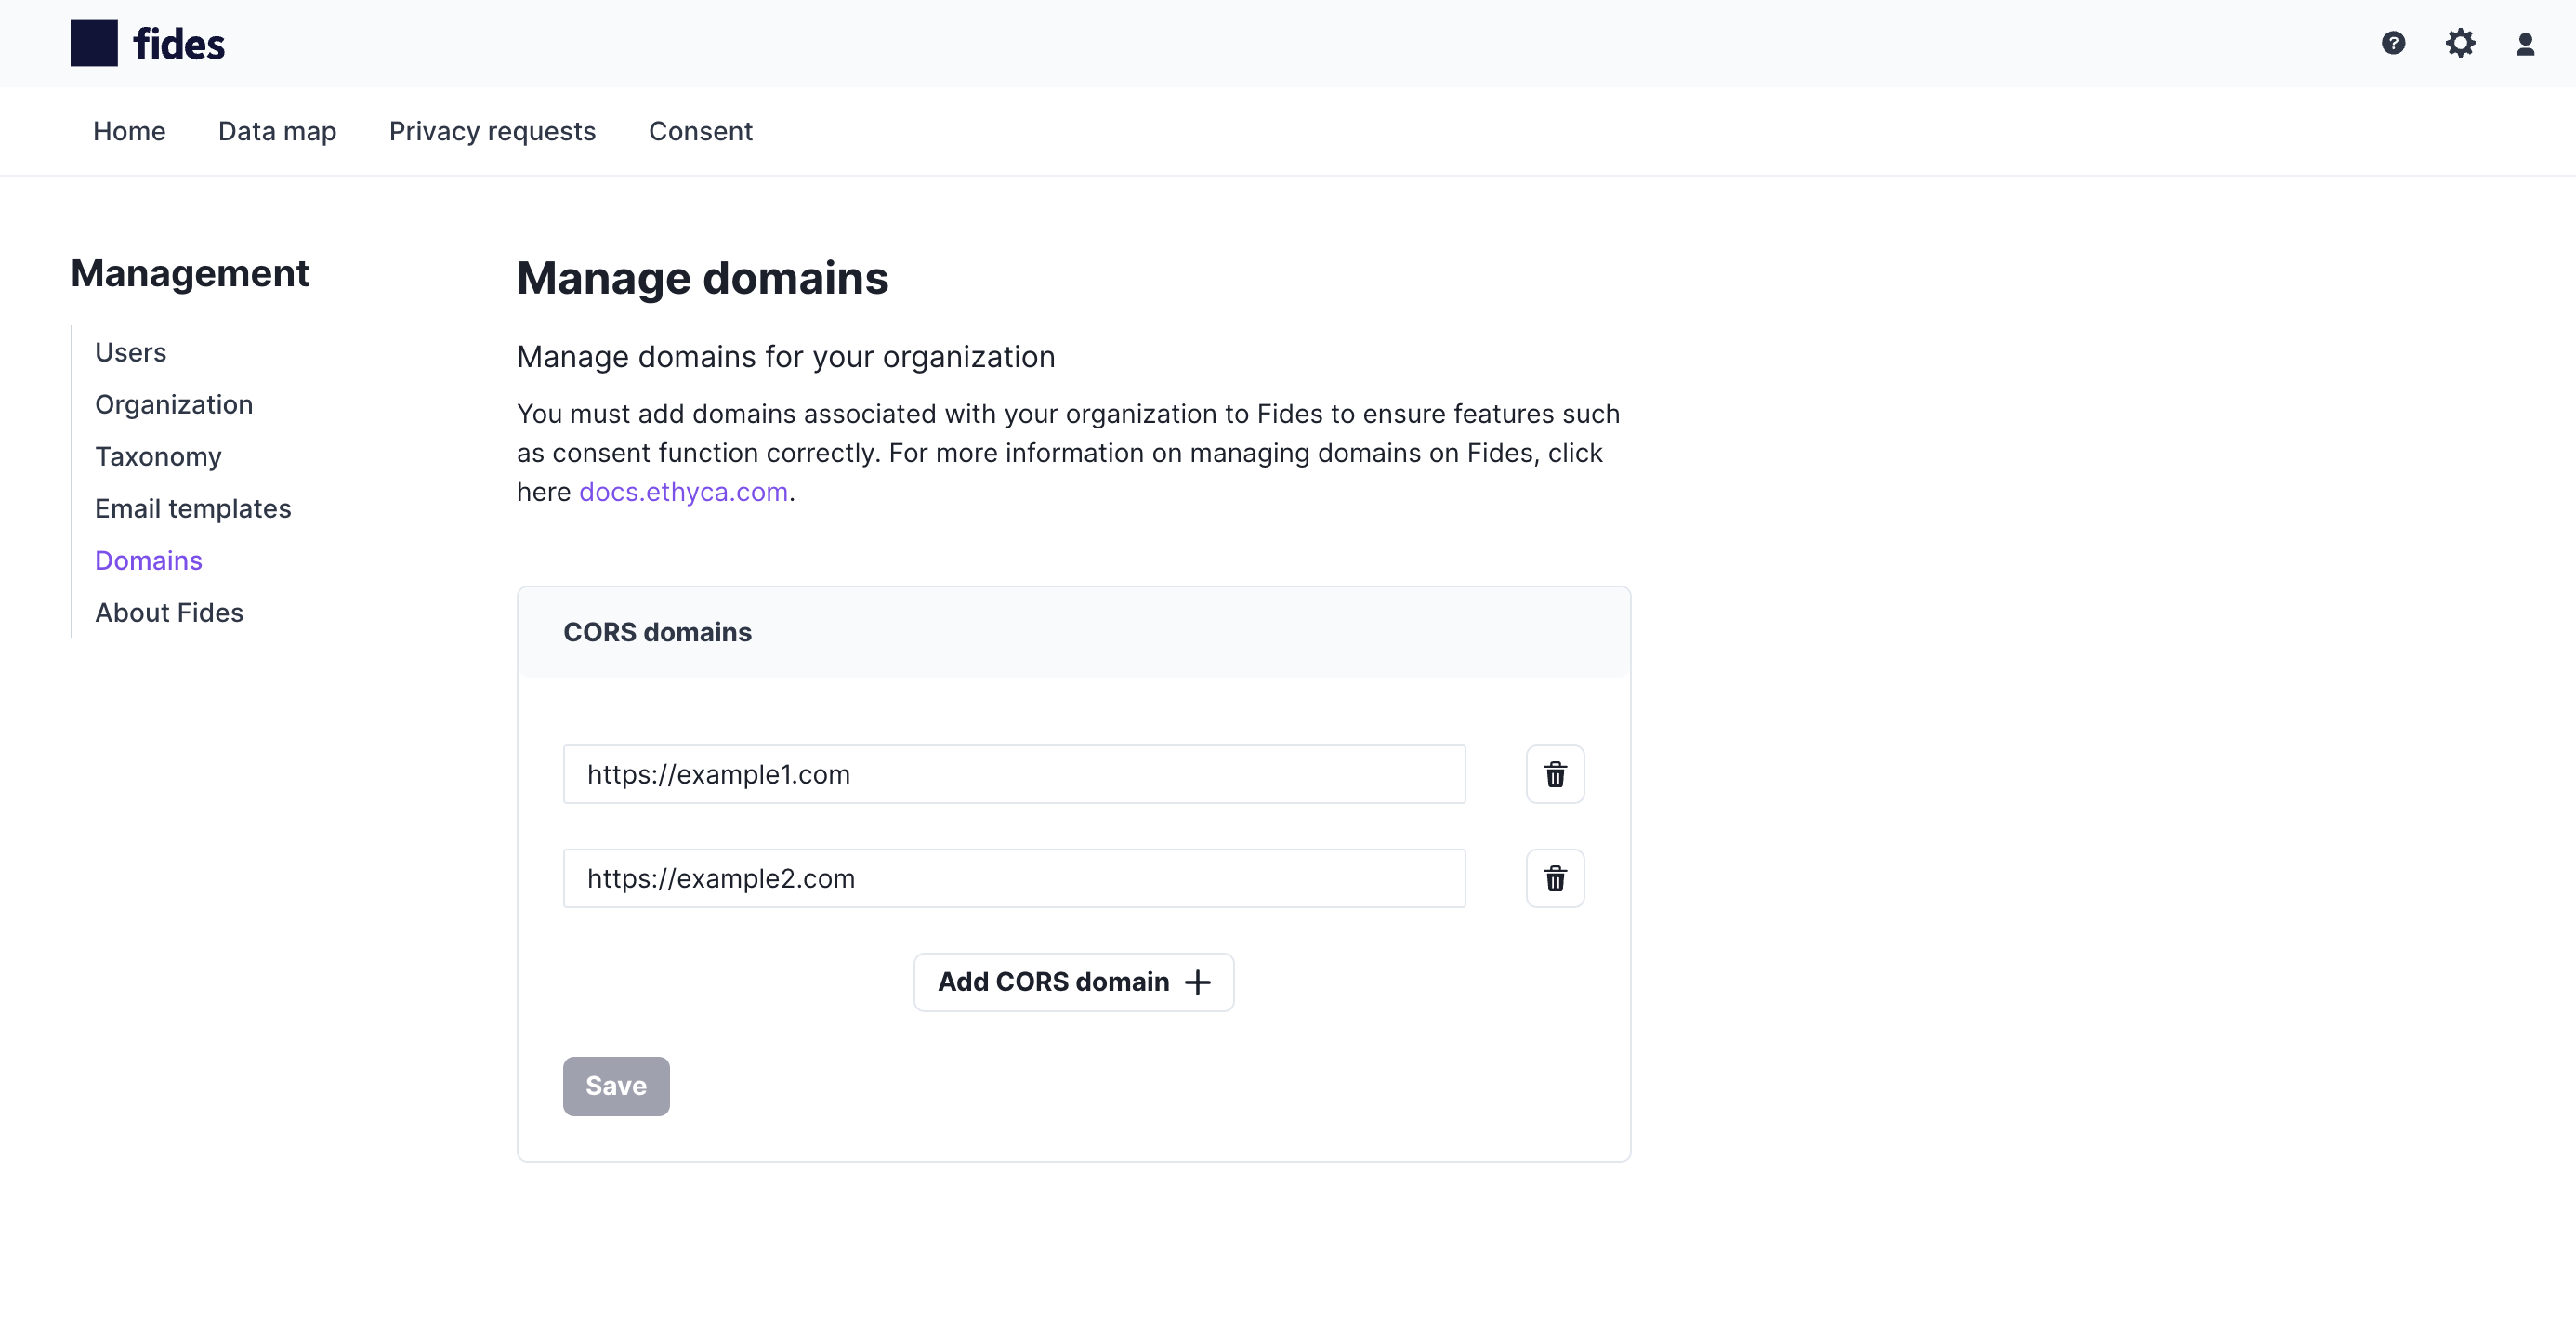 fides
?
Home Data map Privacy requests Consent
Management
Users
Organization
Taxonomy
Email templates
Domains
About Fides
Manage domains
Manage domains for your organization
You must add domains associated with your organization to Fides to ensure features such
as consent function correctly. For more information on managing domains on Fides, click
here docs.ethyca.com.
CORS domains
https://example1.com
https://example2.com
Add CORS domain +
Save